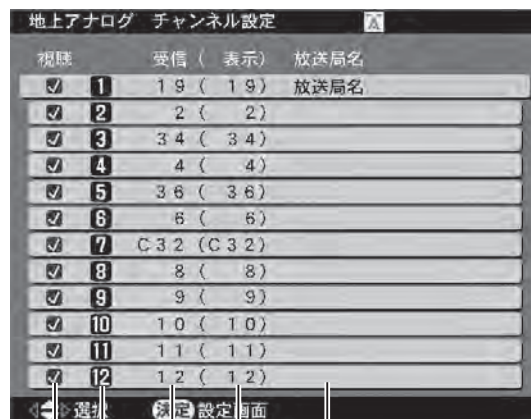 地上アナログ チャンネル設定 A
視聴 受信 ( 表示) 放送局名
1 19 ( 19) 放送局名
2 2 ( 2)
3 34 ( 34)
4 4 ( 4)
5 36 ( 36)
6 6 ( 6)
7 C32 (C32)
8 8 ( 8)
9 9 ( 9)
10 10 ( 10)
11 11 ( 11)
12 12 ( 12)
選択 決定 設定画面